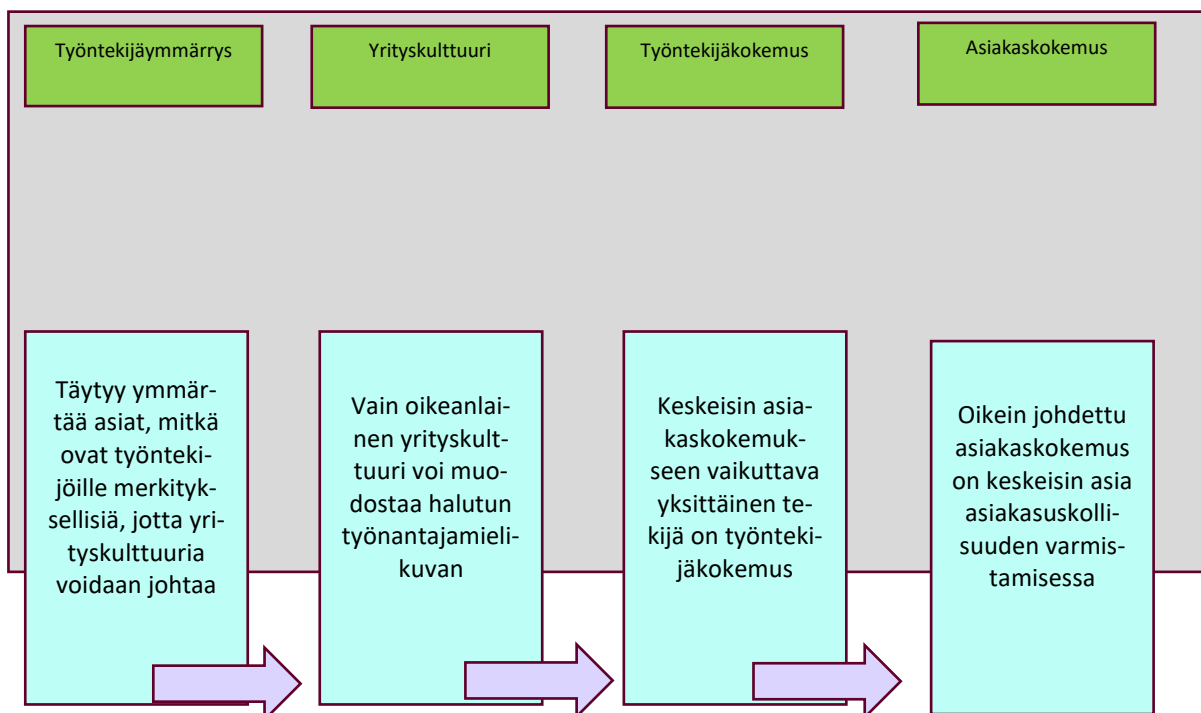 Työntekijäymmärrys
Yrityskulttuuri
Työntekijäkokemus
Asiakaskokemus
Täytyy ymmär-
tää asiat, mitkä
ovat työnteki-
jöille merkityk-
sellisiä, jotta yri-
tyskulttuuria
voidaan johtaa
Vain oikeanlai-
nen yrityskult-
tuuri voi muo-
dostaa halutun
työnantajamieli-
kuvan
Keskeisin asia-
kaskokemuk-
seen vaikuttava
yksittäinen te-
kijä on työnteki-
jäkokemus
Oikein johdettu
asiakaskokemus
on keskeisin asia
asiakasuskolli-
suuden varmis-
tamisessa